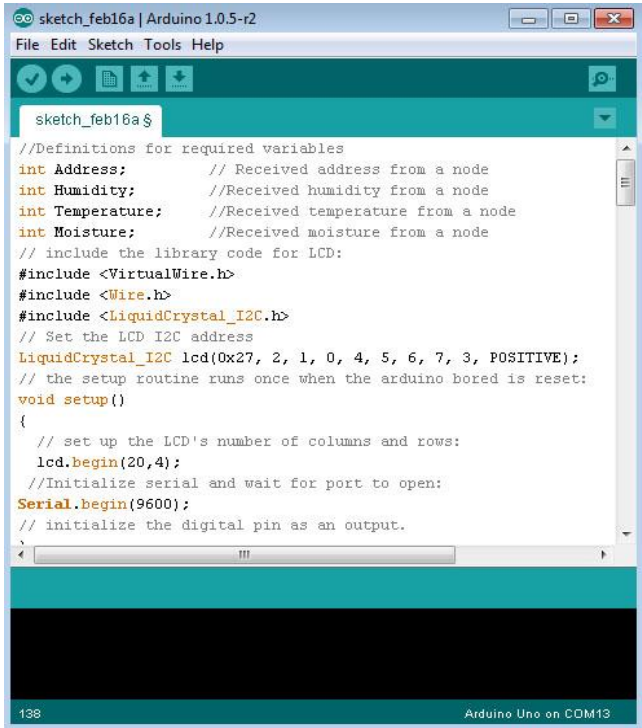 sketch_feb16a | Arduino 1.0.5-r2
File Edit Sketch Tools Help
sketch_feb16a §
//Definitions for required variables
int Address;          // Received address from a node
int Humidity;         //Received humidity from a node
int Temperature;      //Received temperature from a node
int Moisture;         //Received moisture from a node
// include the library code for LCD:
#include <VirtualWire.h>
#include <Wire.h>
#include <LiquidCrystal_I2C.h>
// Set the LCD I2C address
LiquidCrystal_I2C lcd(0x27, 2, 1, 0, 4, 5, 6, 7, 3, POSITIVE);
// the setup routine runs once when the arduino bored is reset:
void setup()
{
  // set up the LCD's number of columns and rows:
  lcd.begin(20,4);
 //Initialize serial and wait for port to open:
Serial.begin(9600);
// initialize the digital pin as an output.
138
Arduino Uno on COM13